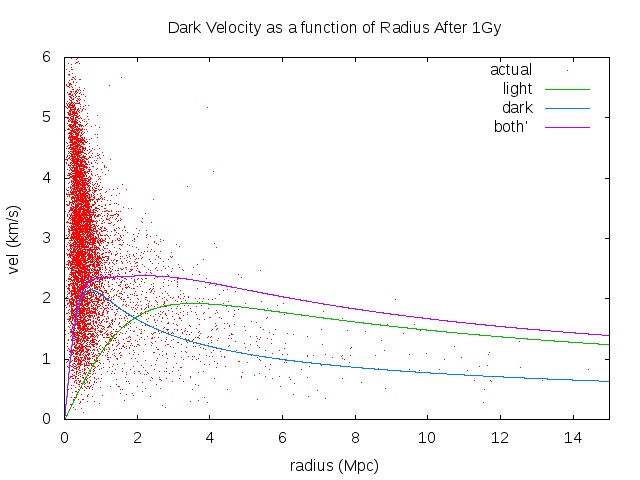 Dark Velocity as a function of Radius After 1Gy
actual
light
dark
both'
6
5
4
3
2
1
0
vel (km/s)
0 2 4 6 8 10 12 14
radius (Mpc)